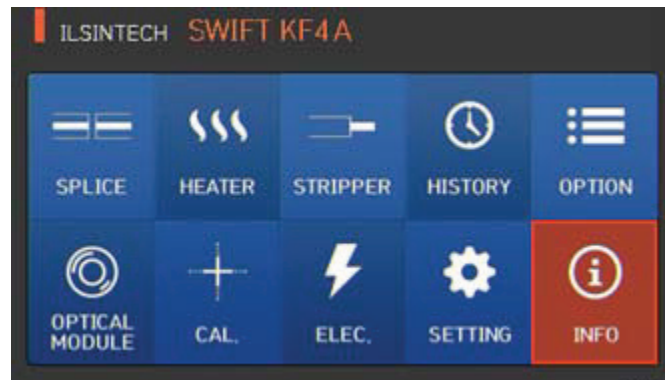 ILSINTECH SWIFT KF4A
SPLICE HEATER STRIPPER HISTORY OPTION
OPTICAL
MODULE CAL. ELEC. SETTING INFO